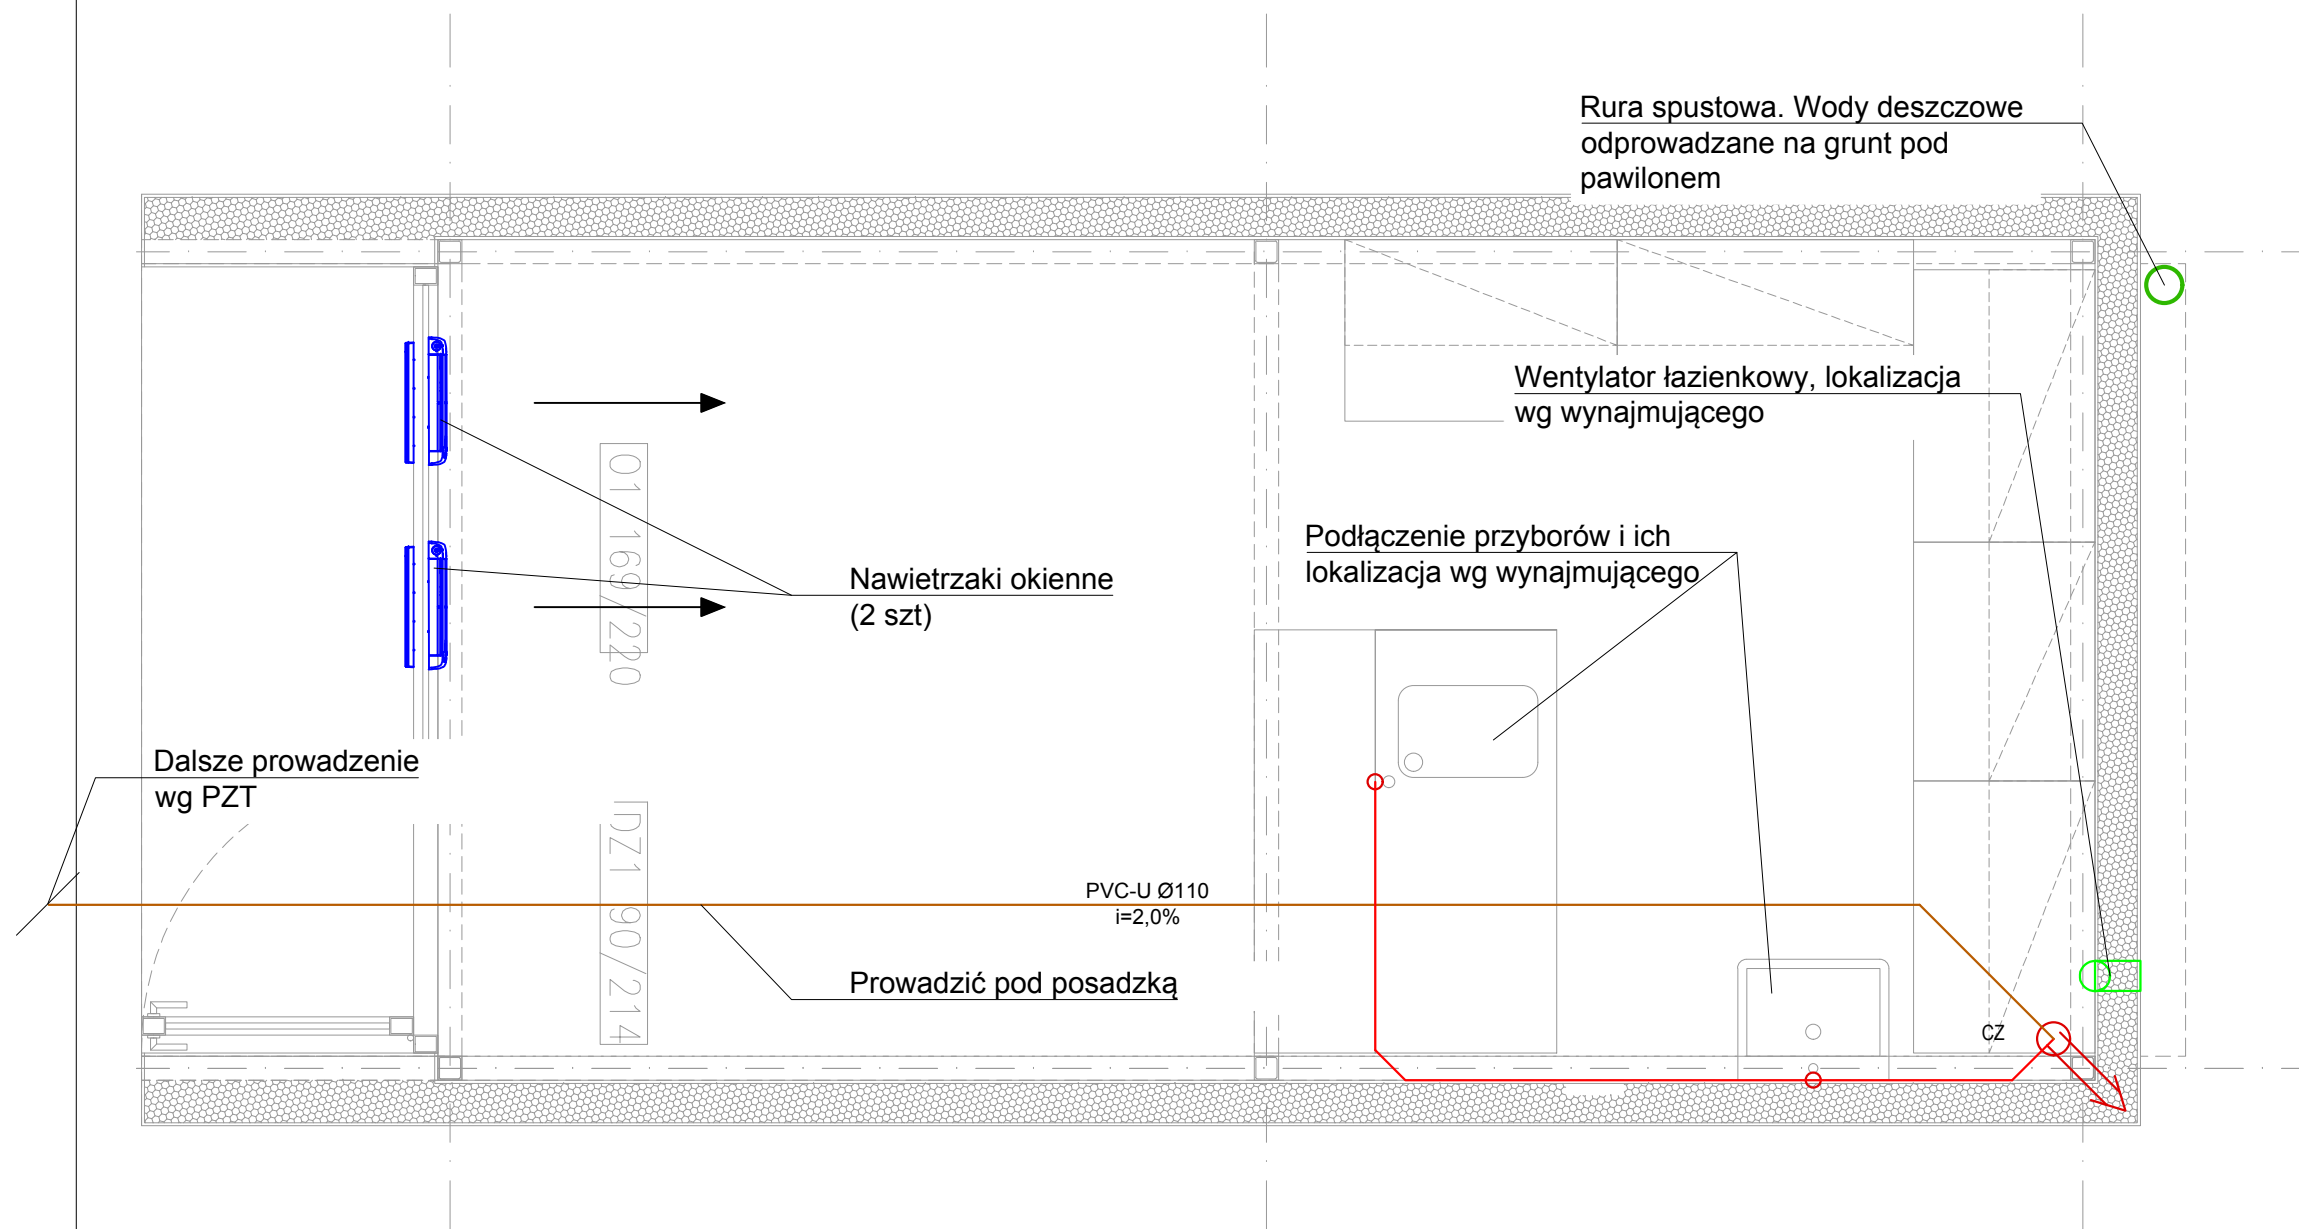 Rura spustowa. Wody deszczowe
odprowadzane na grunt pod
pawilonem
Wentylator łazienkowy, lokalizacja
wg wynajmującego
Podłączenie przyborów i ich
lokalizacja wg wynajmującego
O1 169/220
Nawietrzaki okienne
(2 szt)
Dalsze prowadzenie
wg PZT
DZ1 90/214
PVC-U Ø110
i=2,0%
Prowadzić pod posadzką
CZ